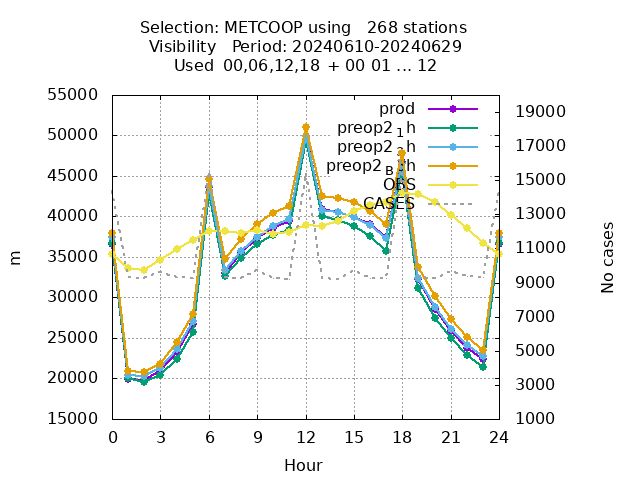 Selection: METCOOP using   268 stations
Visibility   Period: 20240610-20240629
Used 00,06,12,18 + 00 01 ... 12
55000
50000
45000
40000
35000
30000
25000
20000
15000
m
prod
preop2_1h
preop2_3h
OBS
CASES
19000
17000
15000
13000
11000
9000
7000
5000
3000
1000
No cases
0 3 6 9 12 15 18 21 24
Hour